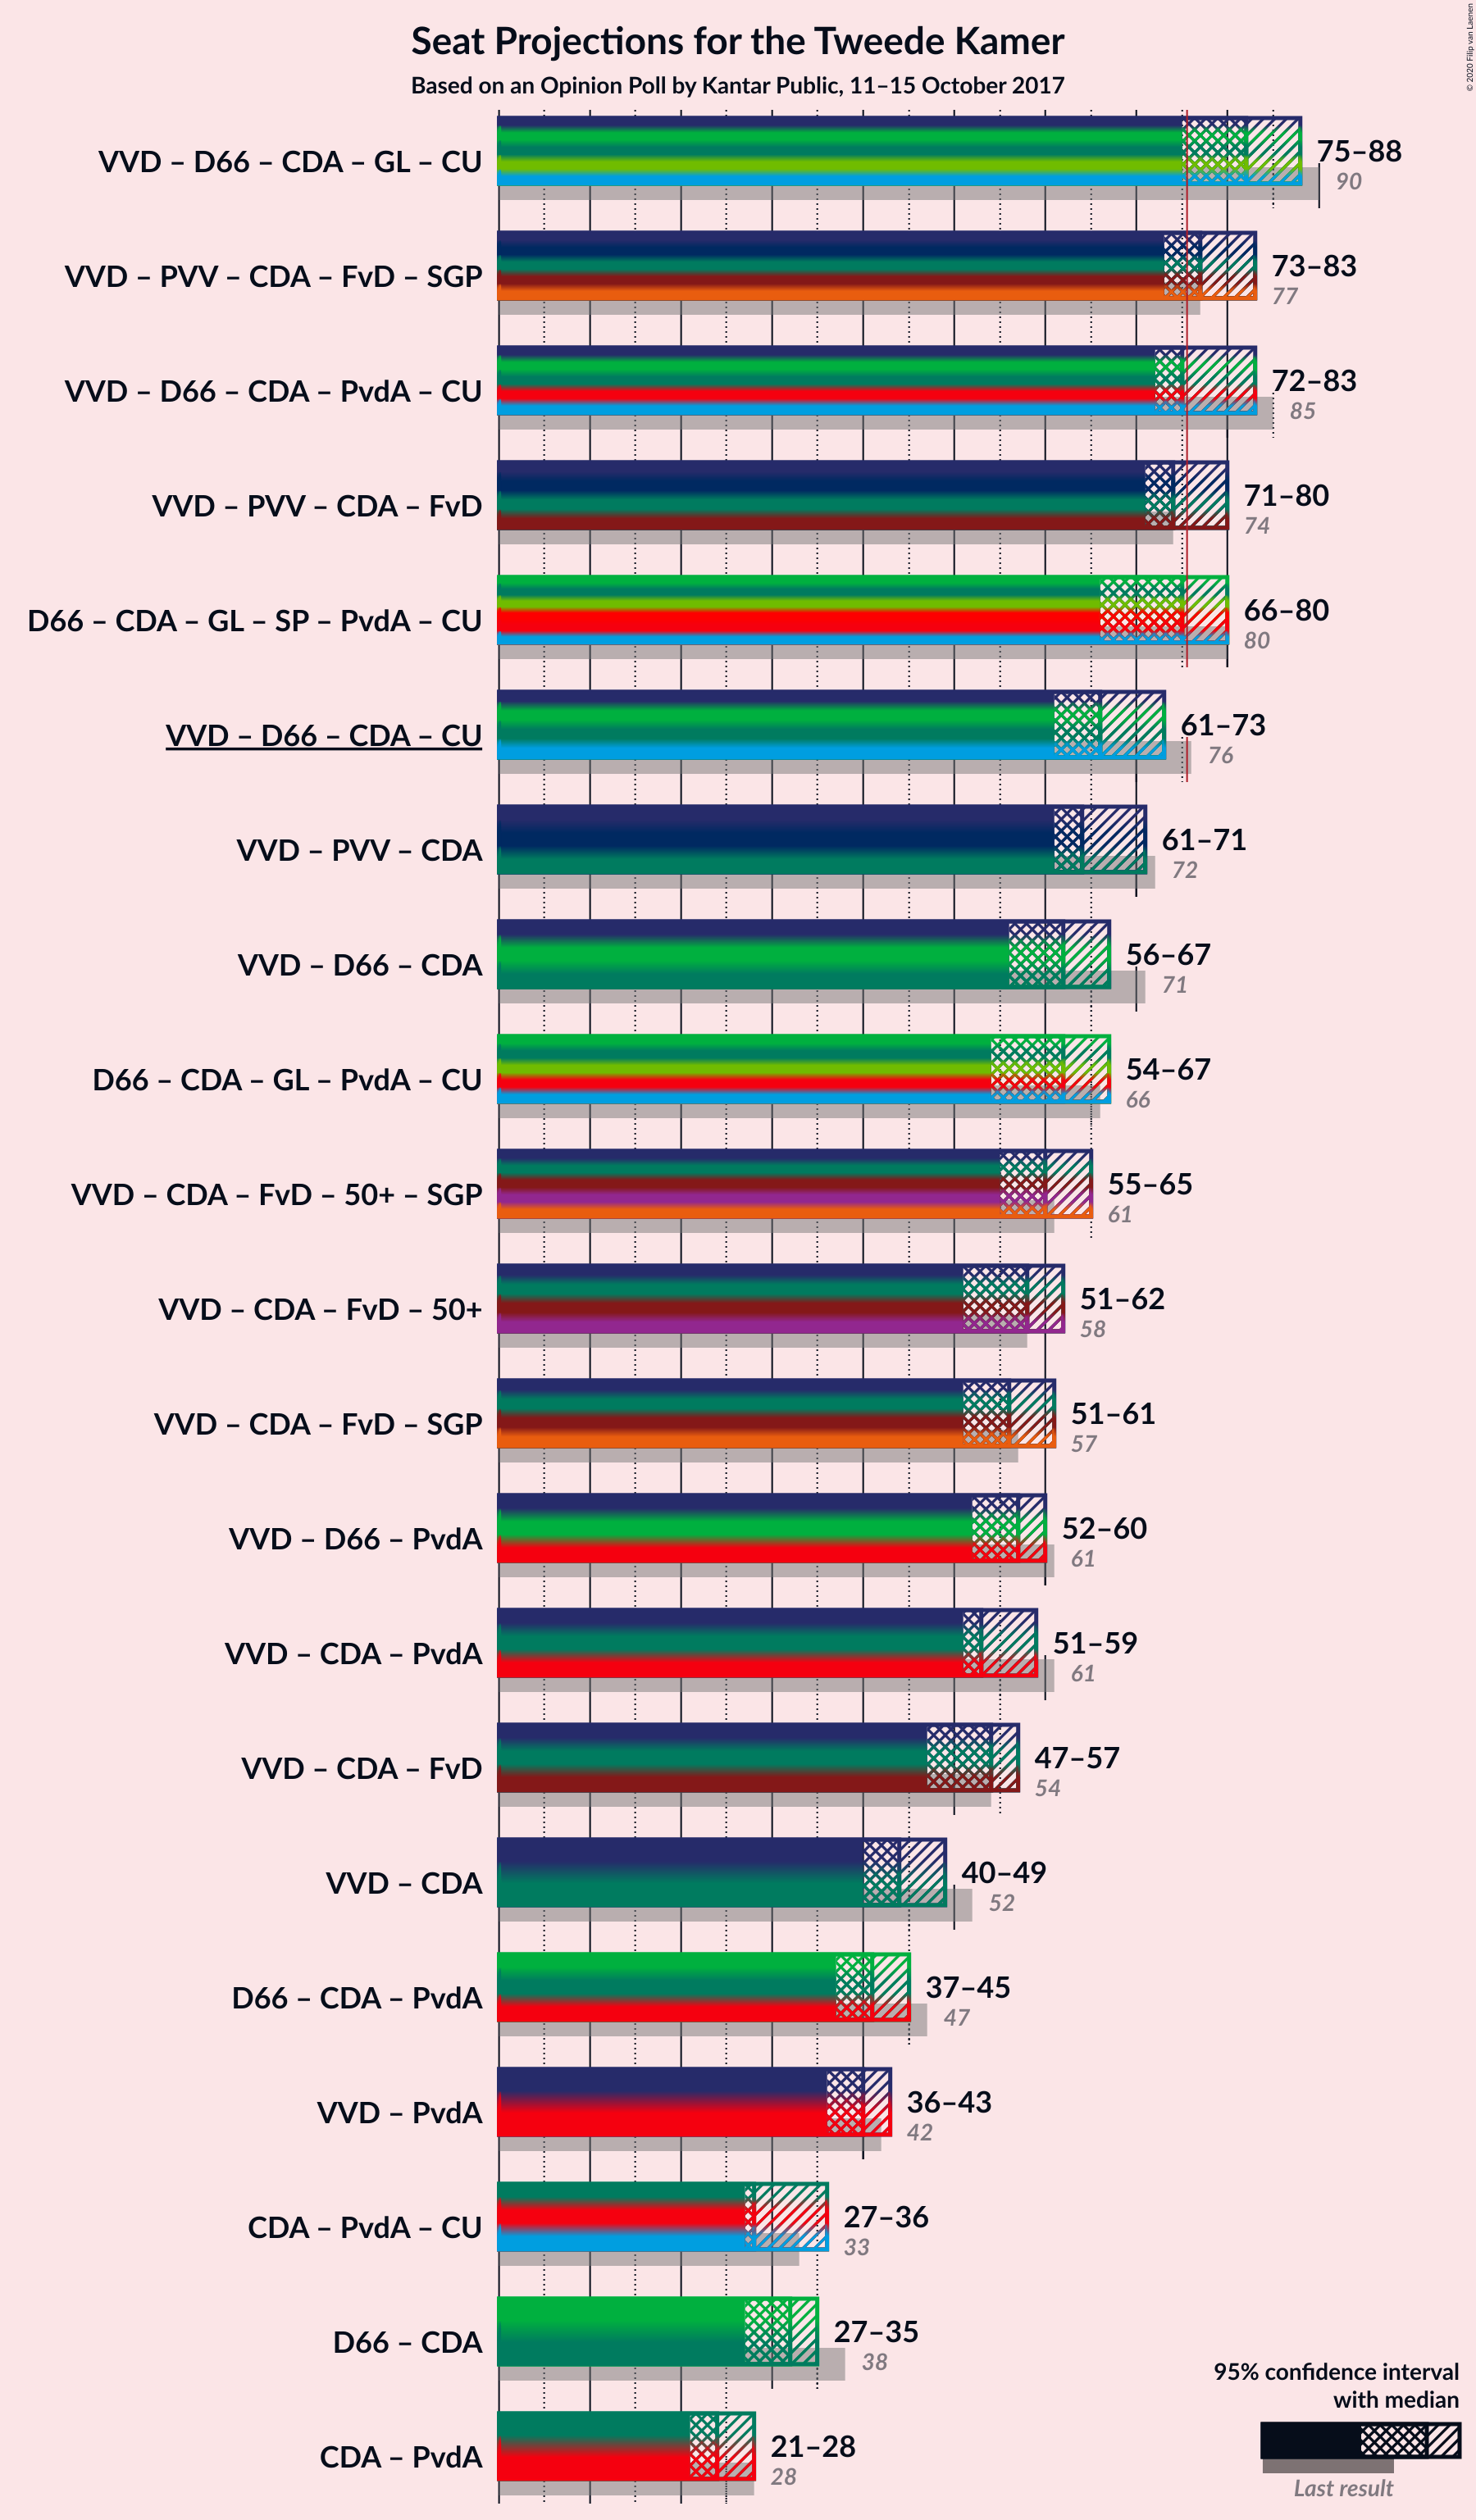 Seat Projections for the Tweede Kamer
Based on an Opinion Poll by Kantar Public, 11–15 October 2017
© 2020 Filip van Laenen
VVD – D66 – CDA – GL – CU
75–88
90
VVD – PVV – CDA – FvD – SGP
73–83
77
VVD – D66 – CDA – PvdA – CU
72–83
85
VVD – PVV – CDA – FvD
71–80
74
D66 – CDA – GL – SP – PvdA – CU
66–80
80
VVD – D66 – CDA – CU
61–73
76
VVD – PVV – CDA
61–71
72
VVD – D66 – CDA
56–67
71
D66 – CDA – GL – PvdA – CU
54–67
66
VVD – CDA – FvD – 50+ – SGP
55–65
61
VVD – CDA – FvD – 50+
51–62
58
VVD – CDA – FvD – SGP
51–61
57
VVD – D66 – PvdA
52–60
61
VVD – CDA – PvdA
51–59
61
VVD – CDA – FvD
47–57
54
VVD – CDA
40–49
52
D66 – CDA – PvdA
37–45
47
VVD – PvdA
36–43
42
CDA – PvdA – CU
27–36
33
D66 – CDA
27–35
38
CDA – PvdA
21–28
28
95% confidence interval
with median
Last result